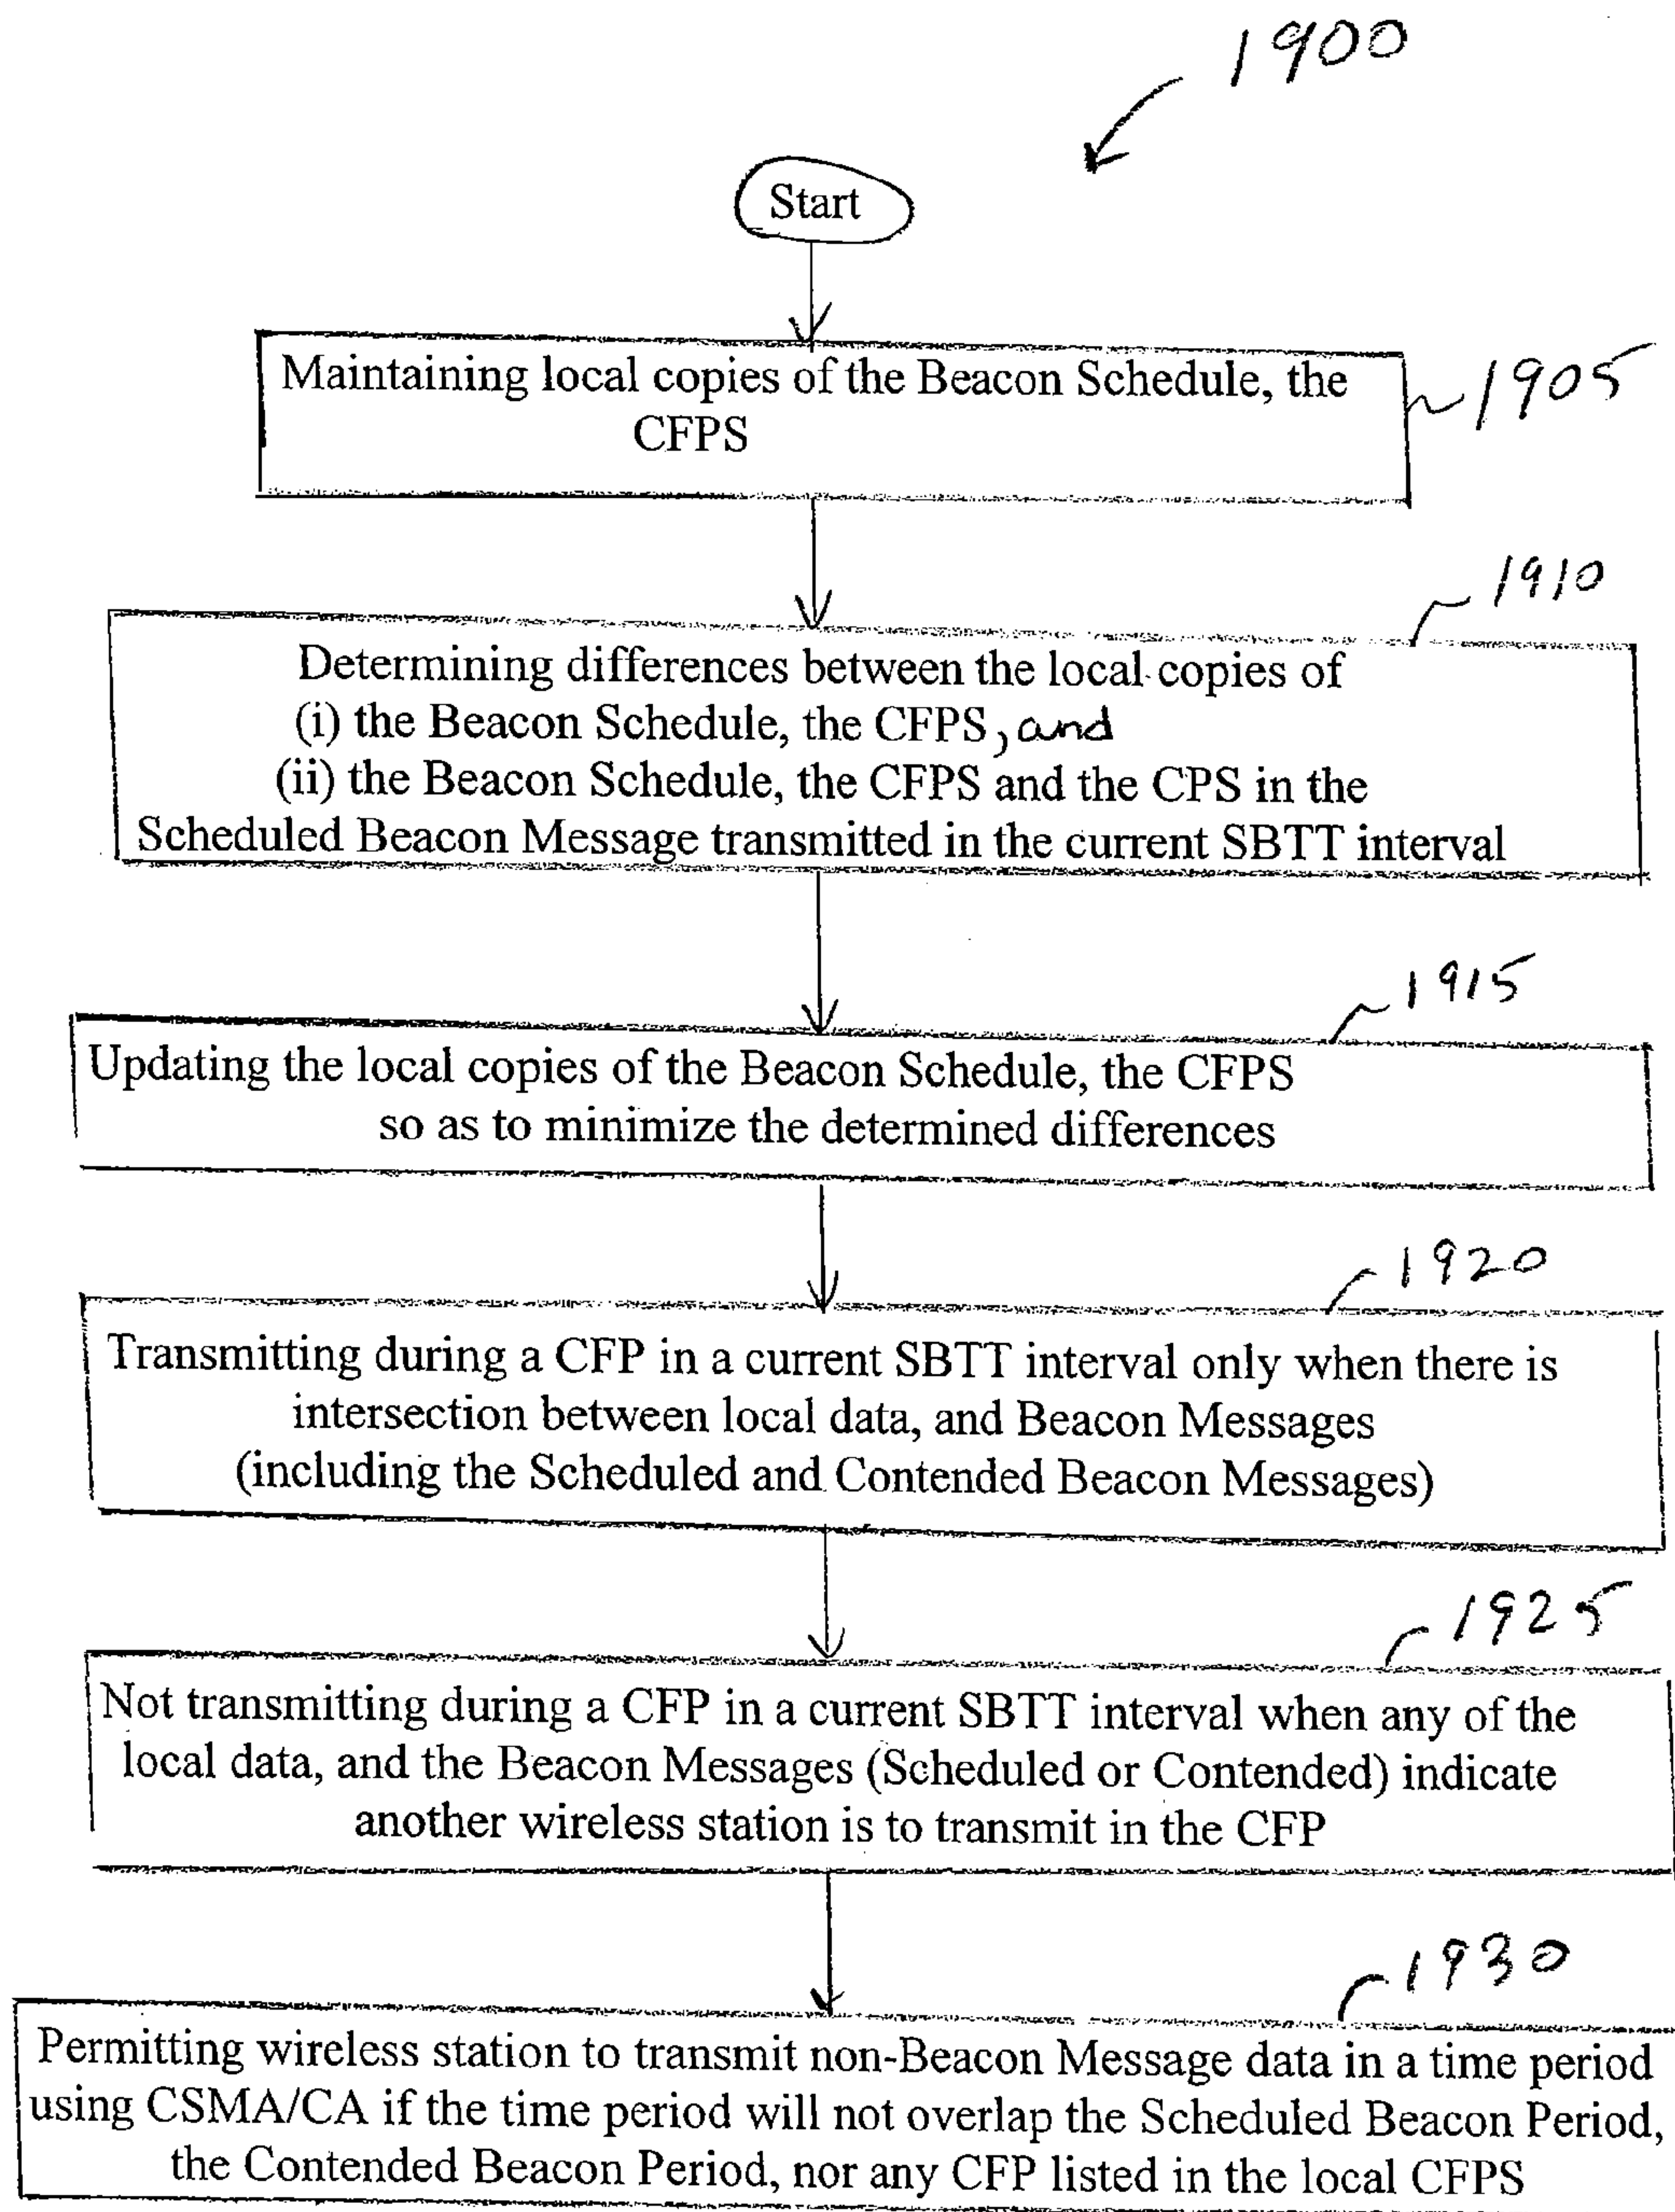 1900
Start
Maintaining local copies of the Beacon Schedule, the
CFPS
1905
1910
Determining differences between the local copies of
(i) the Beacon Schedule, the CFPS, and
(ii) the Beacon Schedule, the CFPS and the CPS in the
Scheduled Beacon Message transmitted in the current SBTT interval
1915
Updating the local copies of the Beacon Schedule, the CFPS
so as to minimize the determined differences
1920
Transmitting during a CFP in a current SBTT interval only when there is
intersection between local data, and Beacon Messages
(including the Scheduled and Contended Beacon Messages)
1925
Not transmitting during a CFP in a current SBTT interval when any of the
local data, and the Beacon Messages (Scheduled or Contended) indicate
another wireless station is to transmit in the CFP
1930
Permitting wireless station to transmit non-Beacon Message data in a time period
using CSMA/CA if the time period will not overlap the Scheduled Beacon Period,
the Contended Beacon Period, nor any CFP listed in the local CFPS